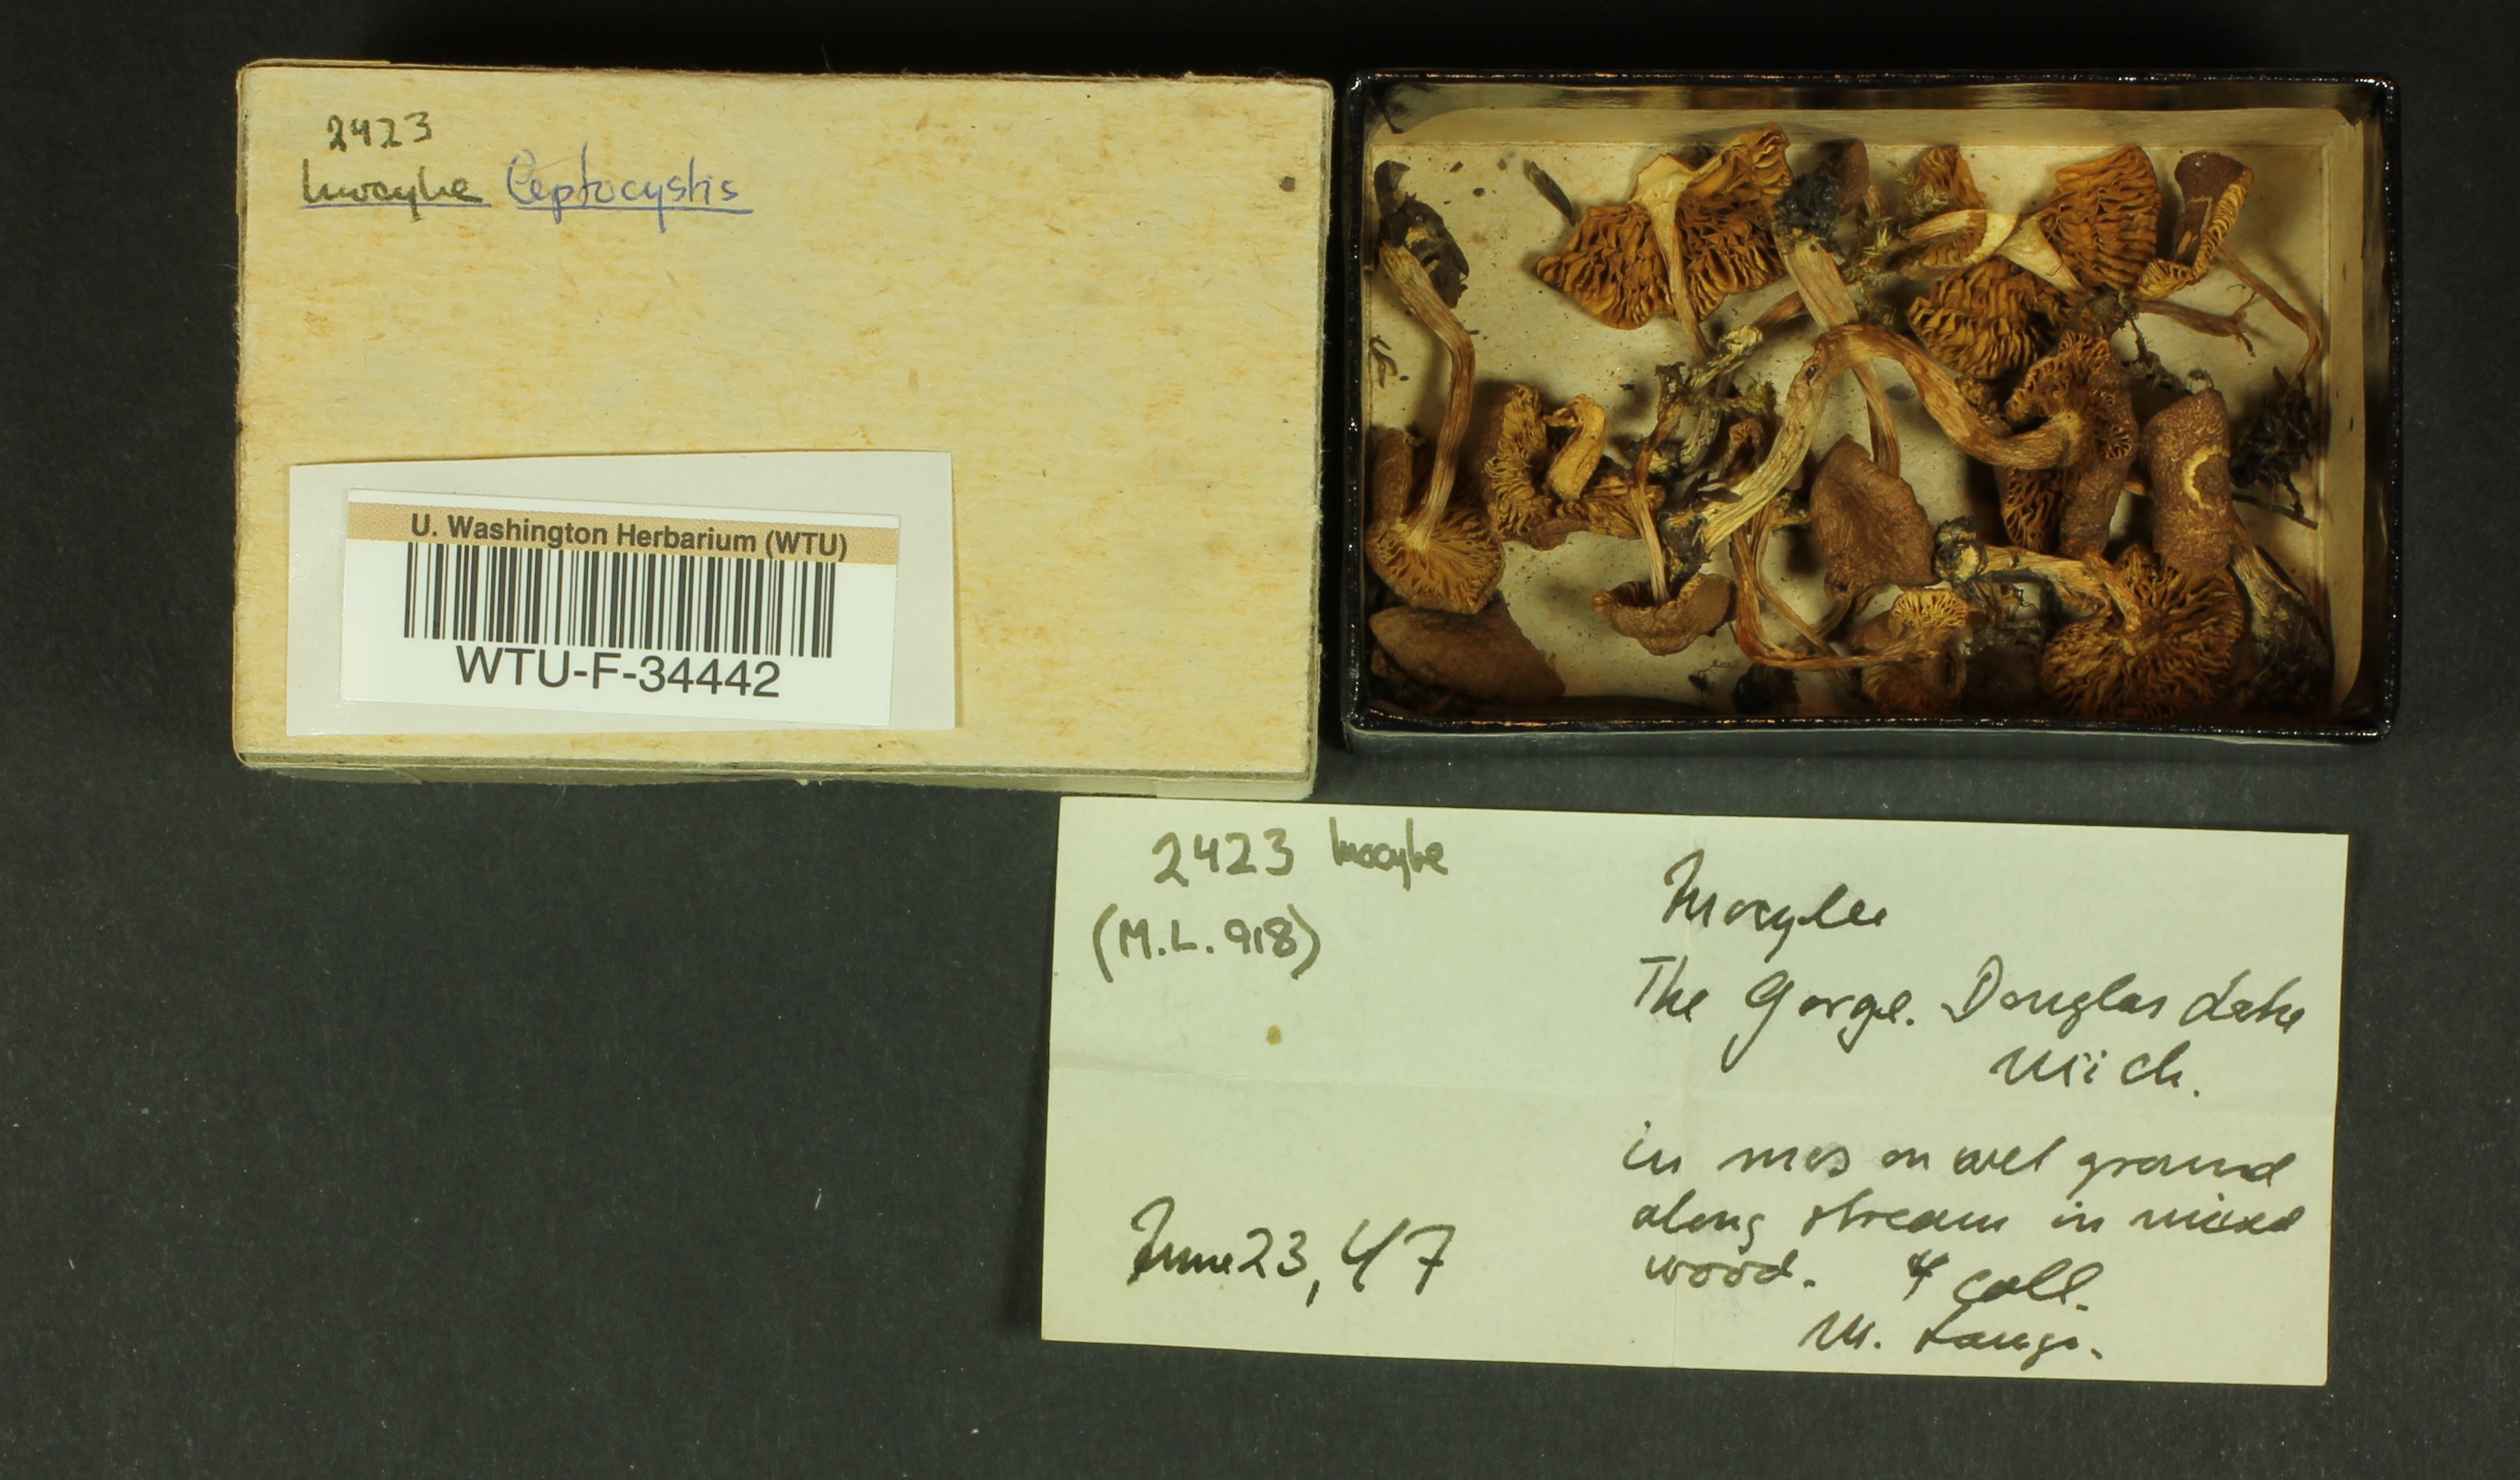 2423
Inocybe leptocystis
U. Washington Herbarium (WTU)
WTU-F-34442
2423 Inocybe
(M.L. 918)
June 23, 47
Inocybe
The Gorge. Douglas Lake
Mich.
in moss on wet ground
along stream in mixed
wood. coll.
M. Lange.